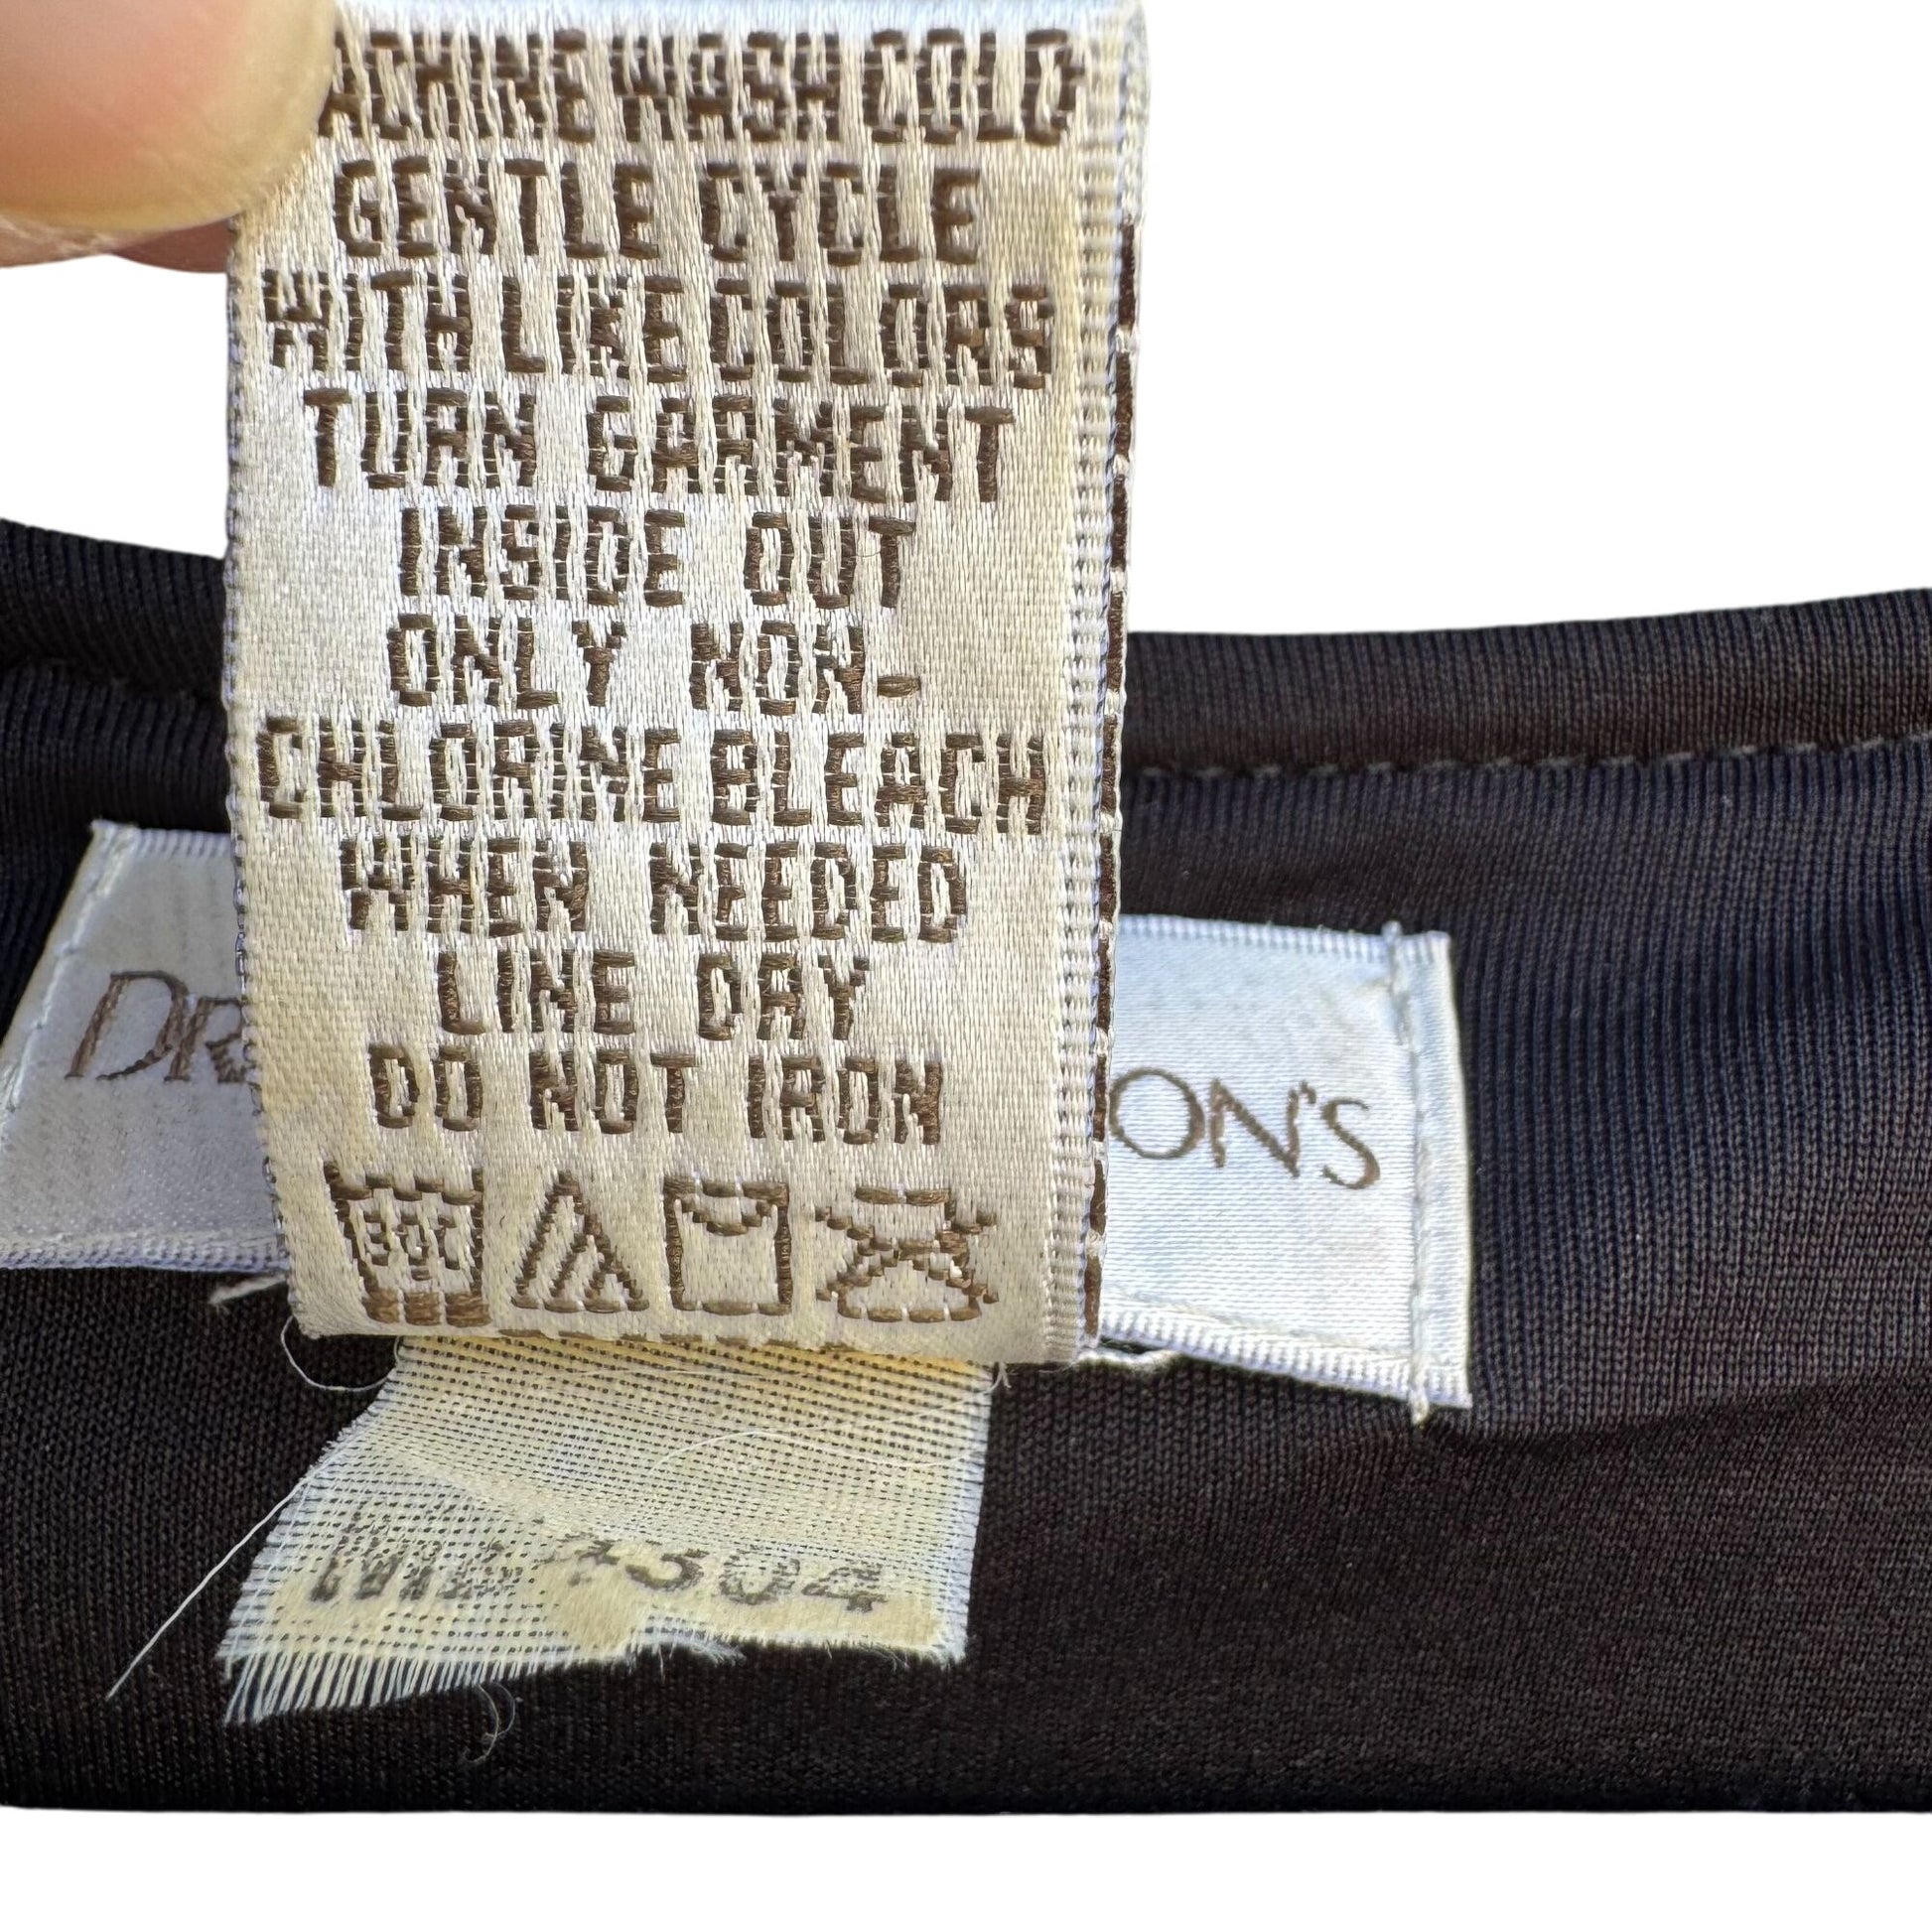 MACHINE WASH COLD
GENTLE CYCLE
WITH LIKE COLORS
TURN GARMENT
INSIDE OUT
ONLY NON-
CHLORINE BLEACH
WHEN NEEDED
LINE DRY
DO NOT IRON
30°C
DR
ON'S